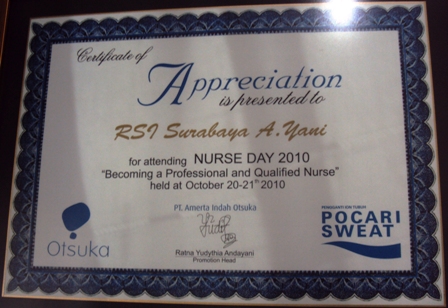 Certificate of
Appreciation
is presented to
RSI Surabaya A.Yani
for attending NURSE DAY 2010
"Becoming a Professional and Qualified Nurse"
held at October 20-21th 2010
PT. Amerta Indah Otsuka
Ratna Yudythia Andayani
Promotion Head
Otsuka
PENGGANTI ION TUBUH
POCARI
SWEAT